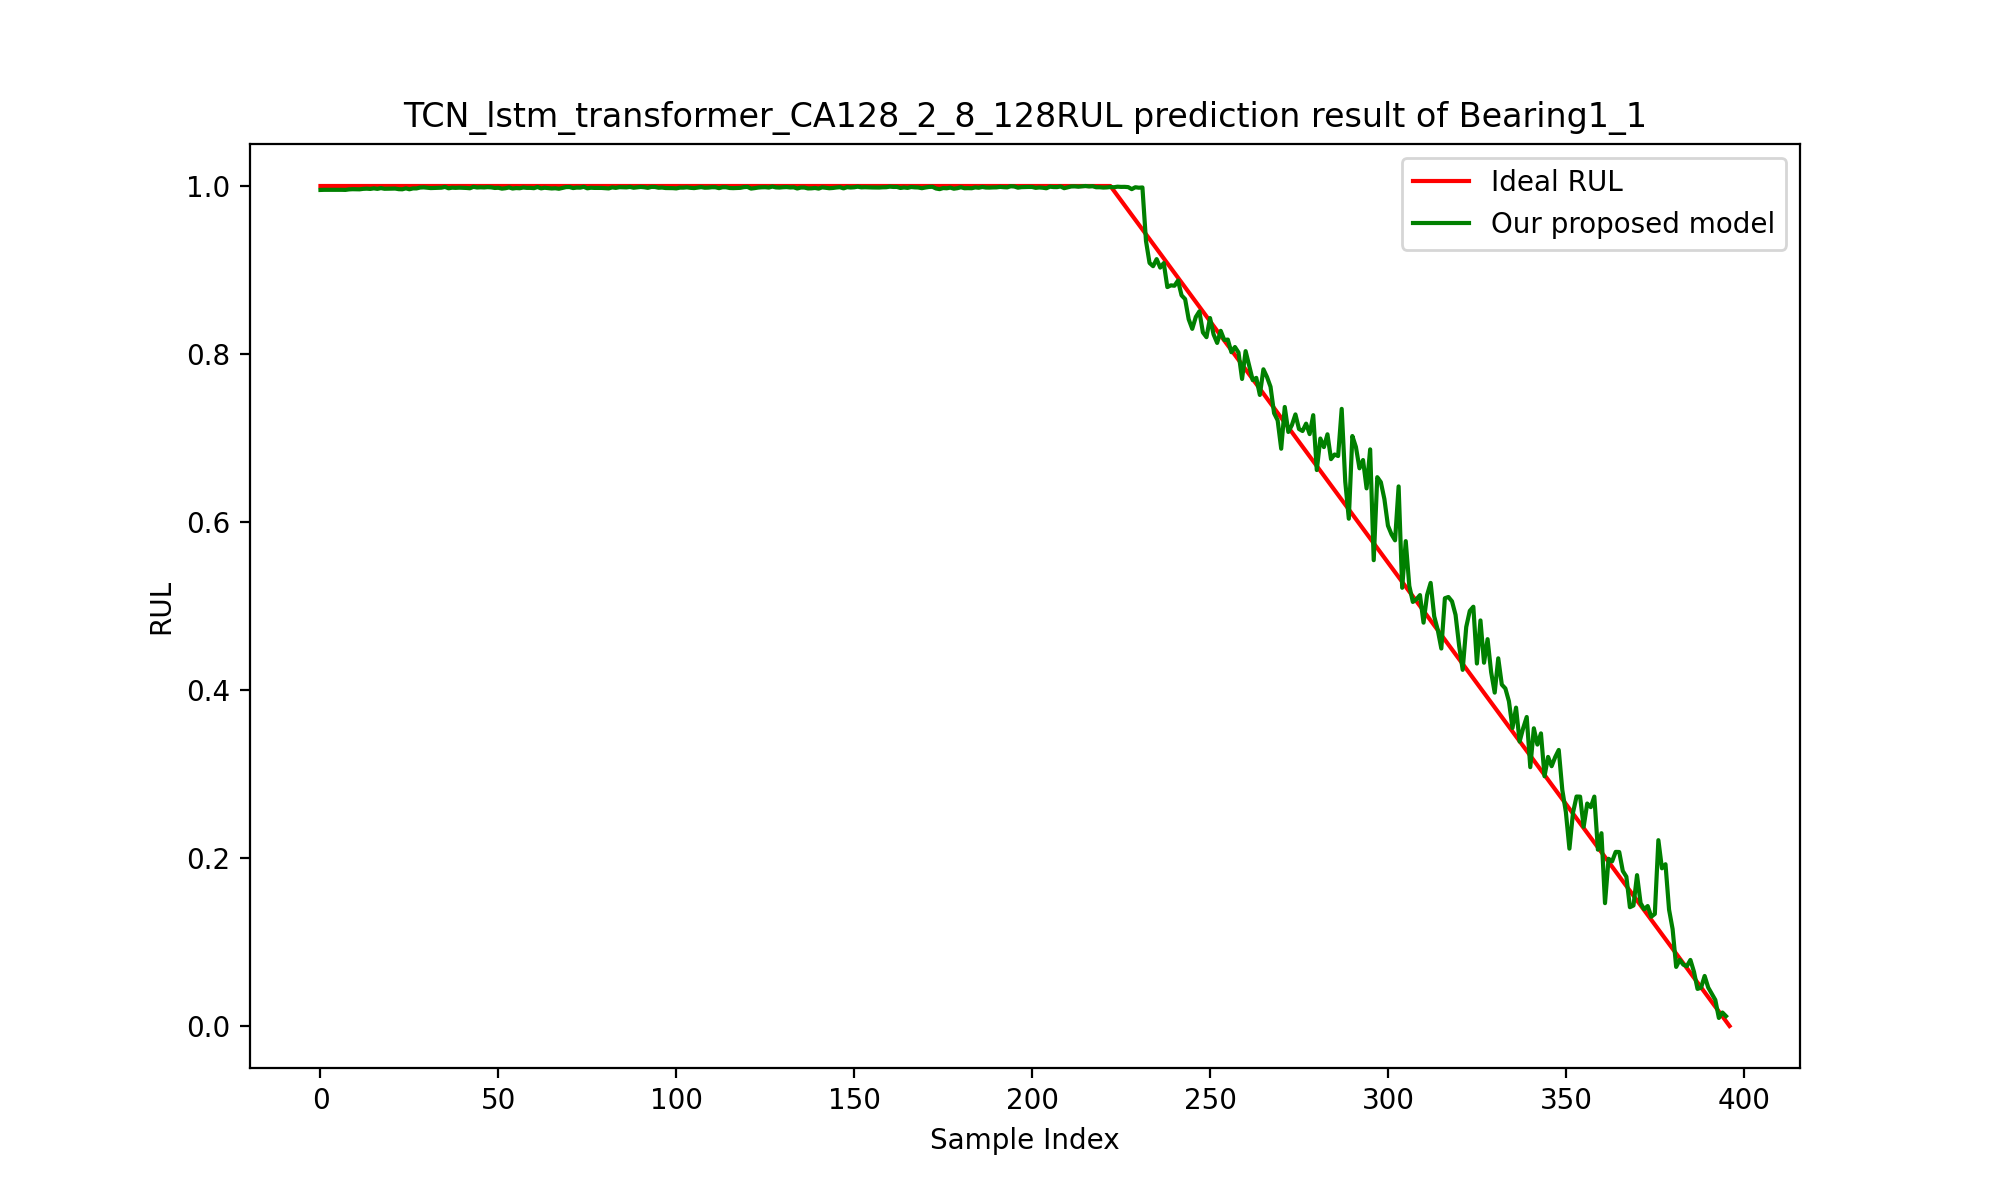 TCN_lstm_transformer_CA128_2_8_128RUL prediction result of Bearing1_1
Ideal RUL
Our proposed model
1.0
0.8
0.6
0.4
0.2
0.0
RUL
0 50 100 150 200 250 300 350 400
Sample Index